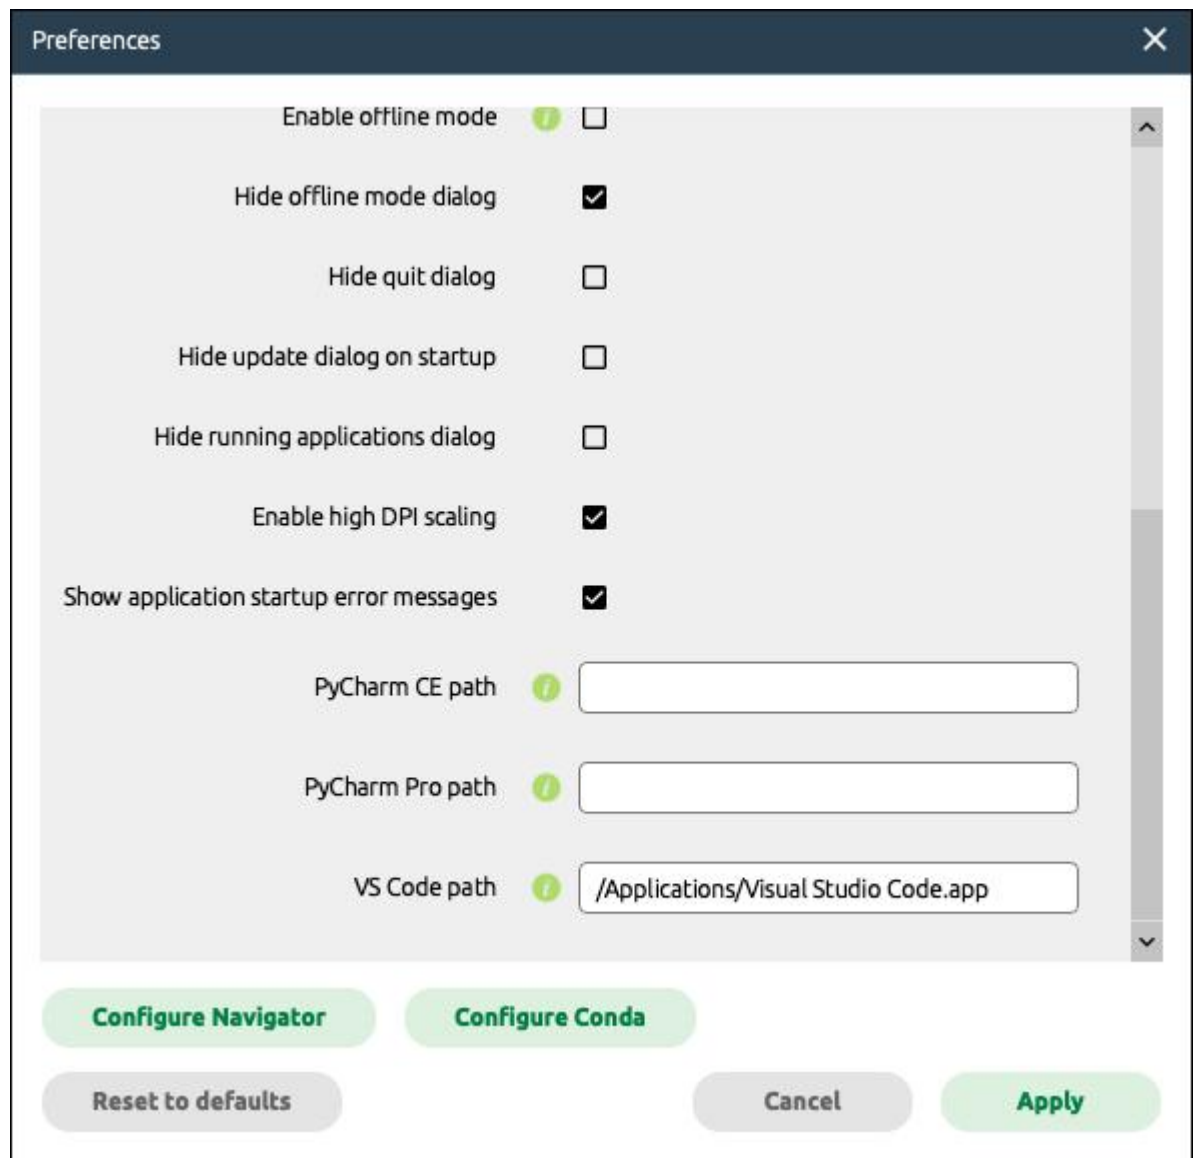 Preferences
Enable offline mode
Hide offline mode dialog
Hide quit dialog
Hide update dialog on startup
Hide running applications dialog
Enable high DPI scaling
Show application startup error messages
PyCharm CE path
PyCharm Pro path
VS Code path /Applications/Visual Studio Code.app
Configure Navigator Configure Conda
Reset to defaults Cancel Apply